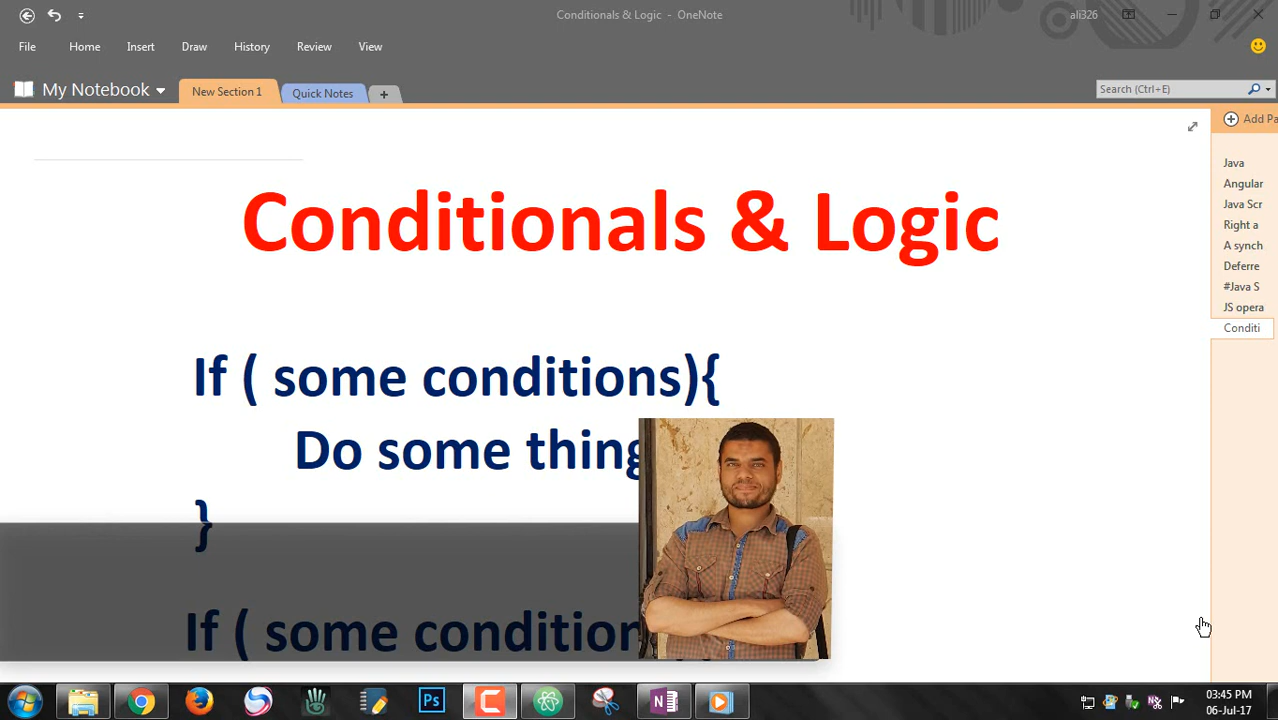 Conditionals & Logic - OneNote
ali326
File Home Insert Draw History Review View
My Notebook
New Section 1
Quick Notes
+
Search (Ctrl+E)
Add Pa
Java
Angular
Java Scr
Right a
A synch
Deferre
#Java S
JS opera
Conditi
Conditionals & Logic
If ( some conditions){
Do some thing
}
If ( some condition
Ps
03:45 PM
06-Jul-17